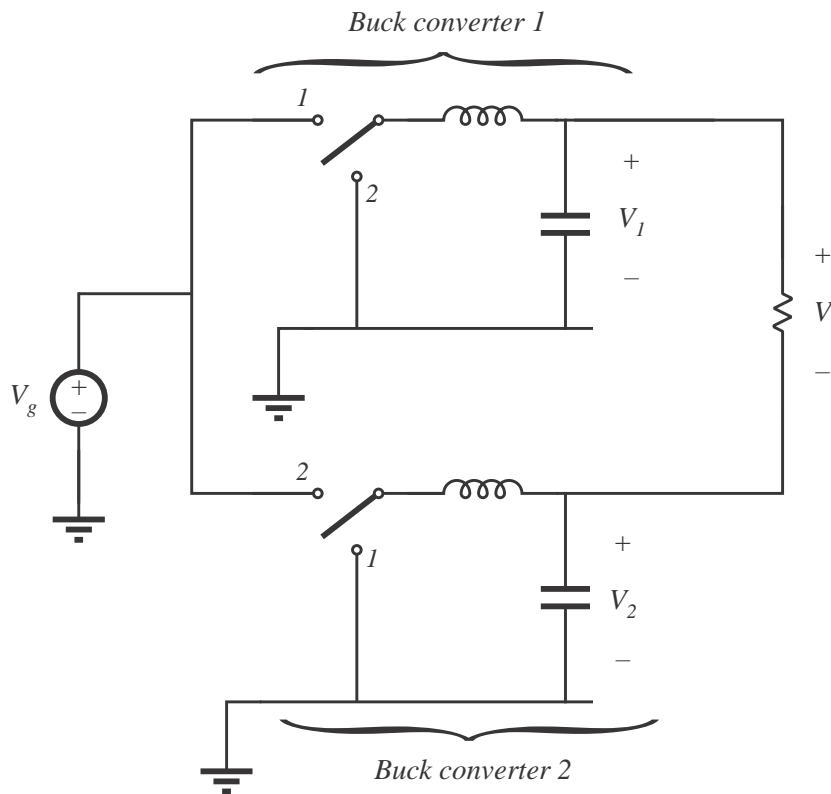 Buck converter 1
1
2
+
V1
–
+
V
–
Vg
+
–
2
1
+
V2
–
Buck converter 2